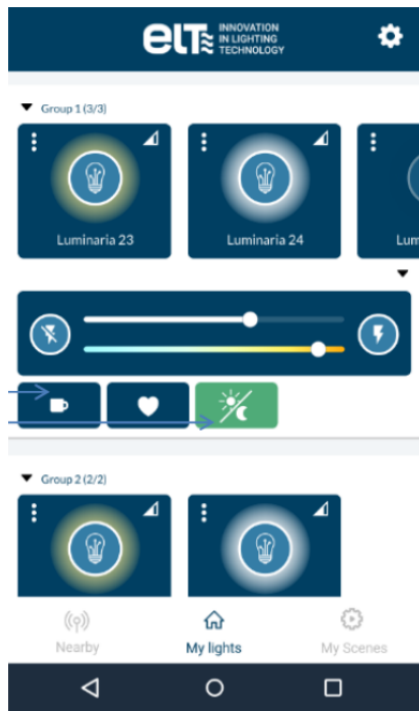 eLT INNOVATION
IN LIGHTING
TECHNOLOGY
Group 1 (3/3)
Luminaria 23
Luminaria 24
Lum
Group 2 (2/2)
Nearby
My lights
My Scenes